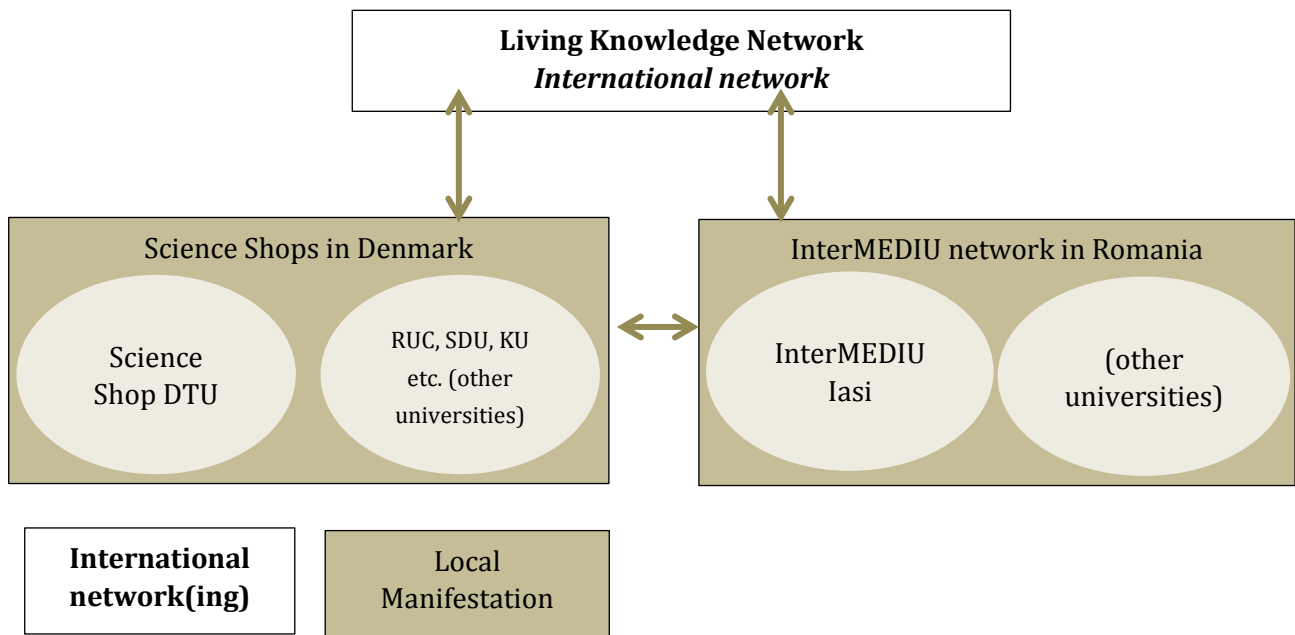 Living Knowledge Network
International network
Science Shops in Denmark
Science
Shop DTU
RUC, SDU, KU
etc. (other
universities)
InterMEDIU network in Romania
InterMEDIU
Iasi
(other
universities)
International
network(ing)
Local
Manifestation